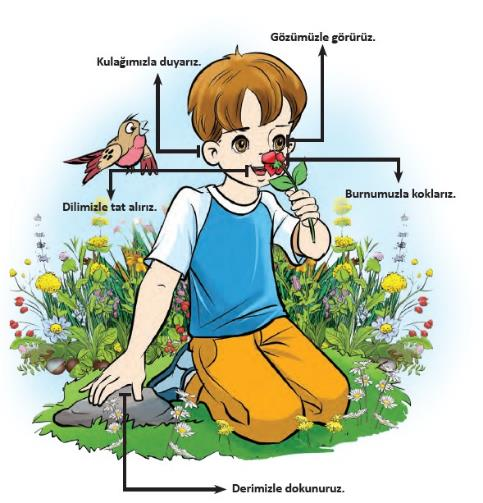 Gözümüzle görürüz.
Kulağımızla duyarız.
Burnumuzla koklarız.
Dilimizle tat alırız.
Derimizle dokunuruz.